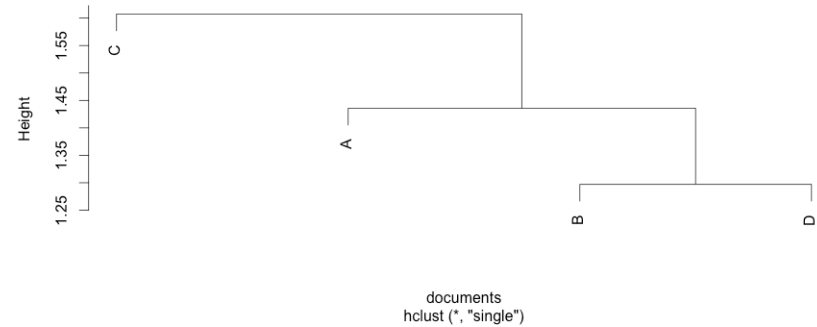 Height
1.55
1.45
1.35
1.25
C
A
B
D
documents
hclust (*, "single")